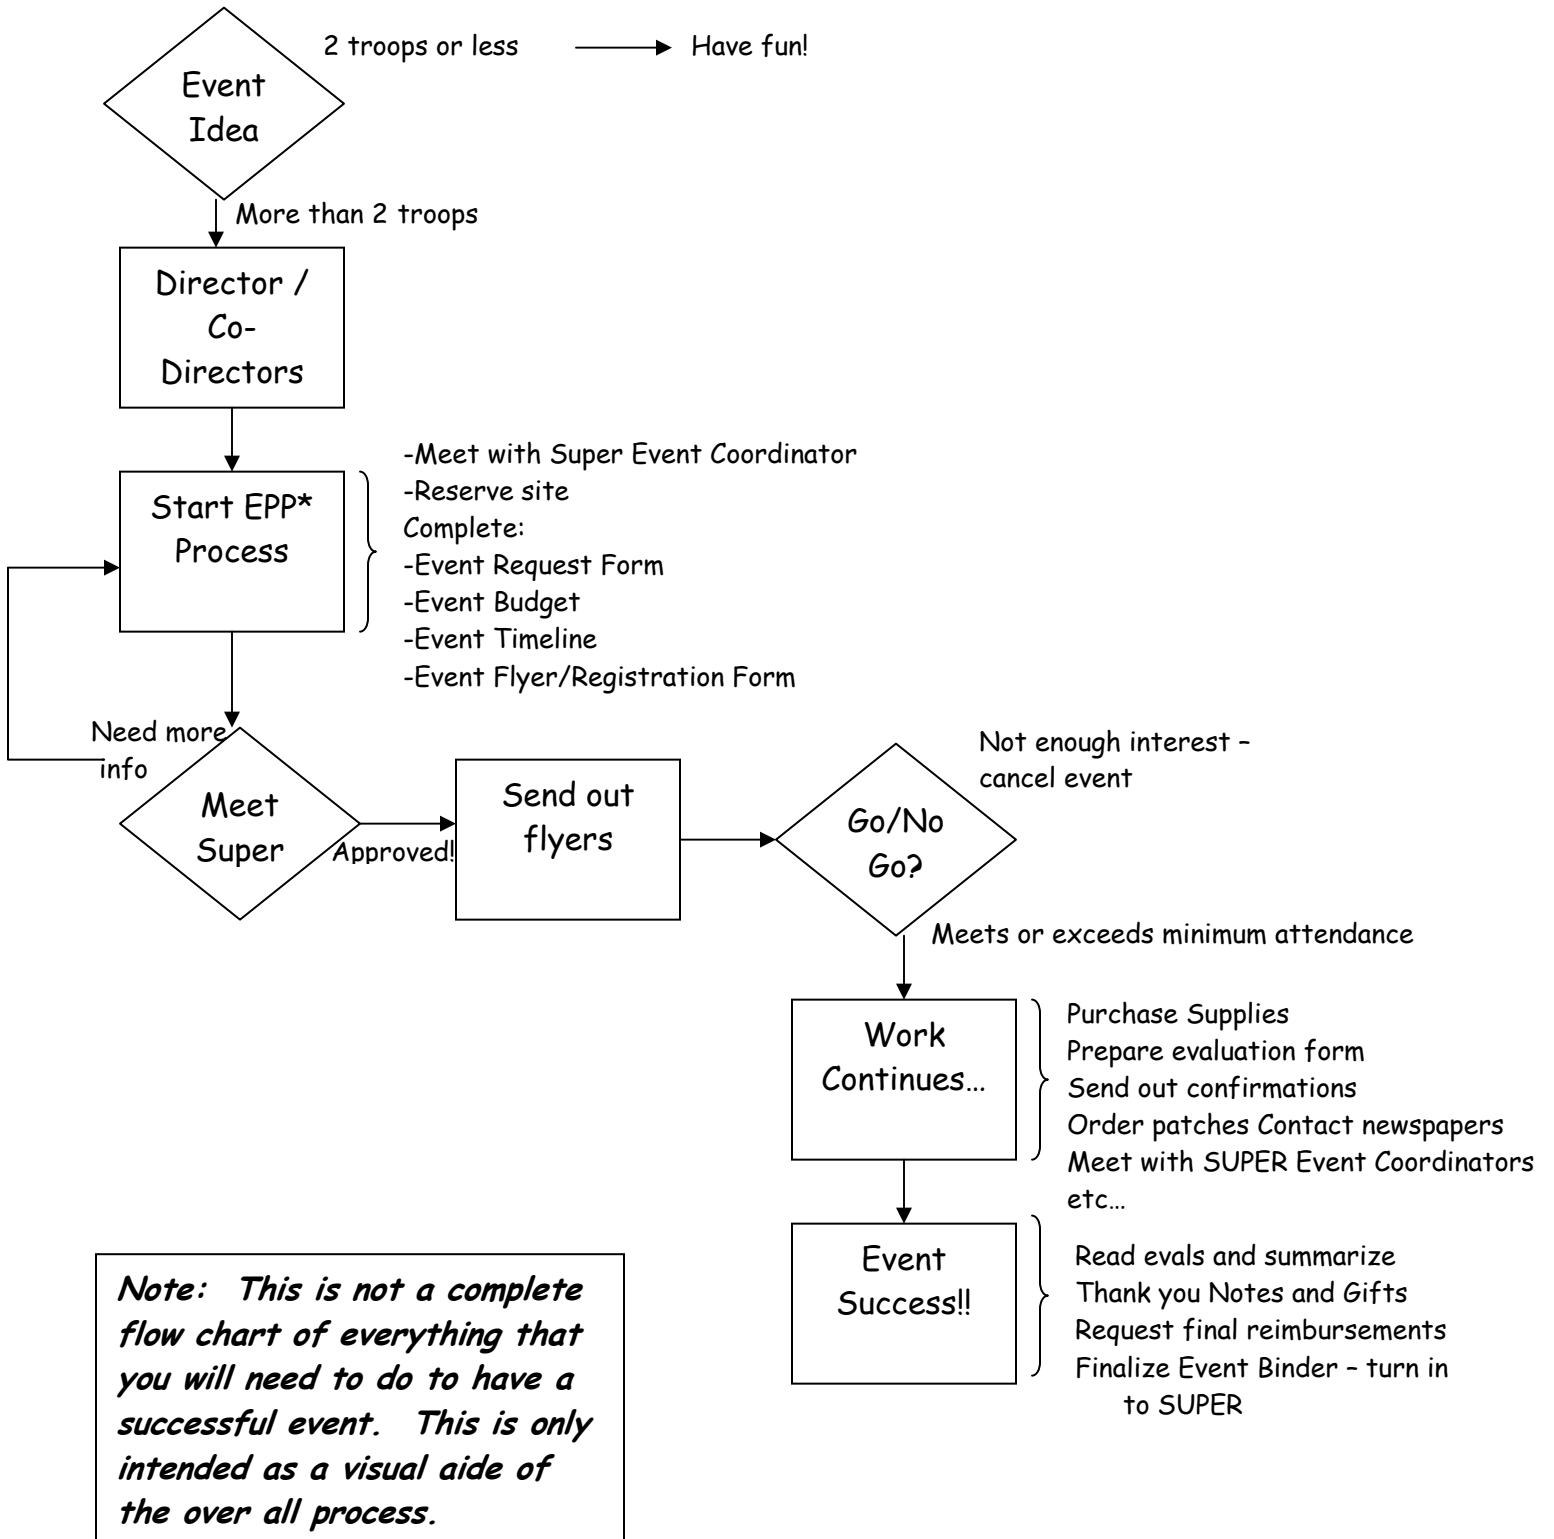 2 troops or less
Have fun!
Event
Idea
More than 2 troops
Director /
Co-
Directors
-Meet with Super Event Coordinator
-Reserve site
Complete:
-Event Request Form
-Event Budget
-Event Timeline
-Event Flyer/Registration Form
Start EPP*
Process
Need more
info
Meet
Super
Approved!
Send out
flyers
Go/No
Go?
Not enough interest –
cancel event
Meets or exceeds minimum attendance
Work
Continues…
Purchase Supplies
Prepare evaluation form
Send out confirmations
Order patches Contact newspapers
Meet with SUPER Event Coordinators
etc…
Event
Success!!
Read evals and summarize
Thank you Notes and Gifts
Request final reimbursements
Finalize Event Binder – turn in
to SUPER
Note: This is not a complete
flow chart of everything that
you will need to do to have a
successful event. This is only
intended as a visual aide of
the over all process.